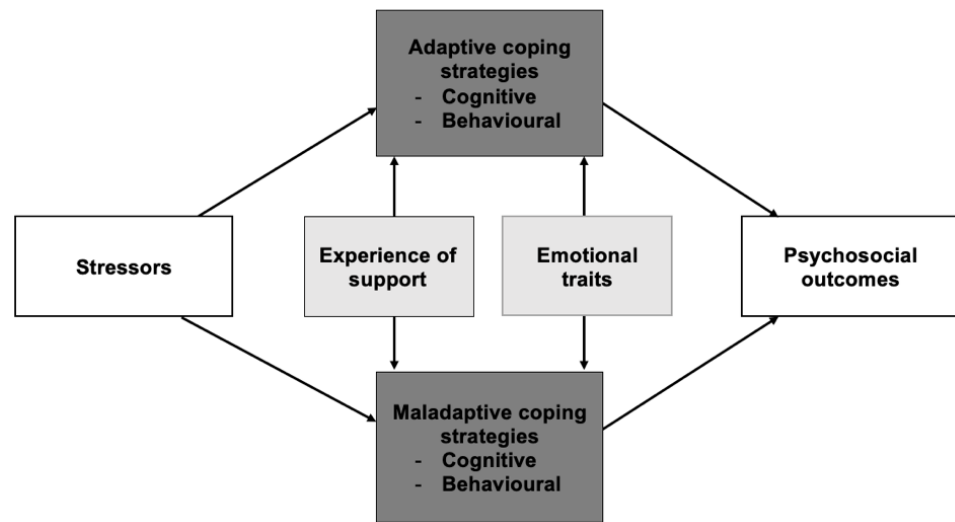 Adaptive coping
strategies
- Cognitive
- Behavioural
Stressors
Experience of
support
Emotional
traits
Psychosocial
outcomes
Maladaptive coping
strategies
- Cognitive
- Behavioural